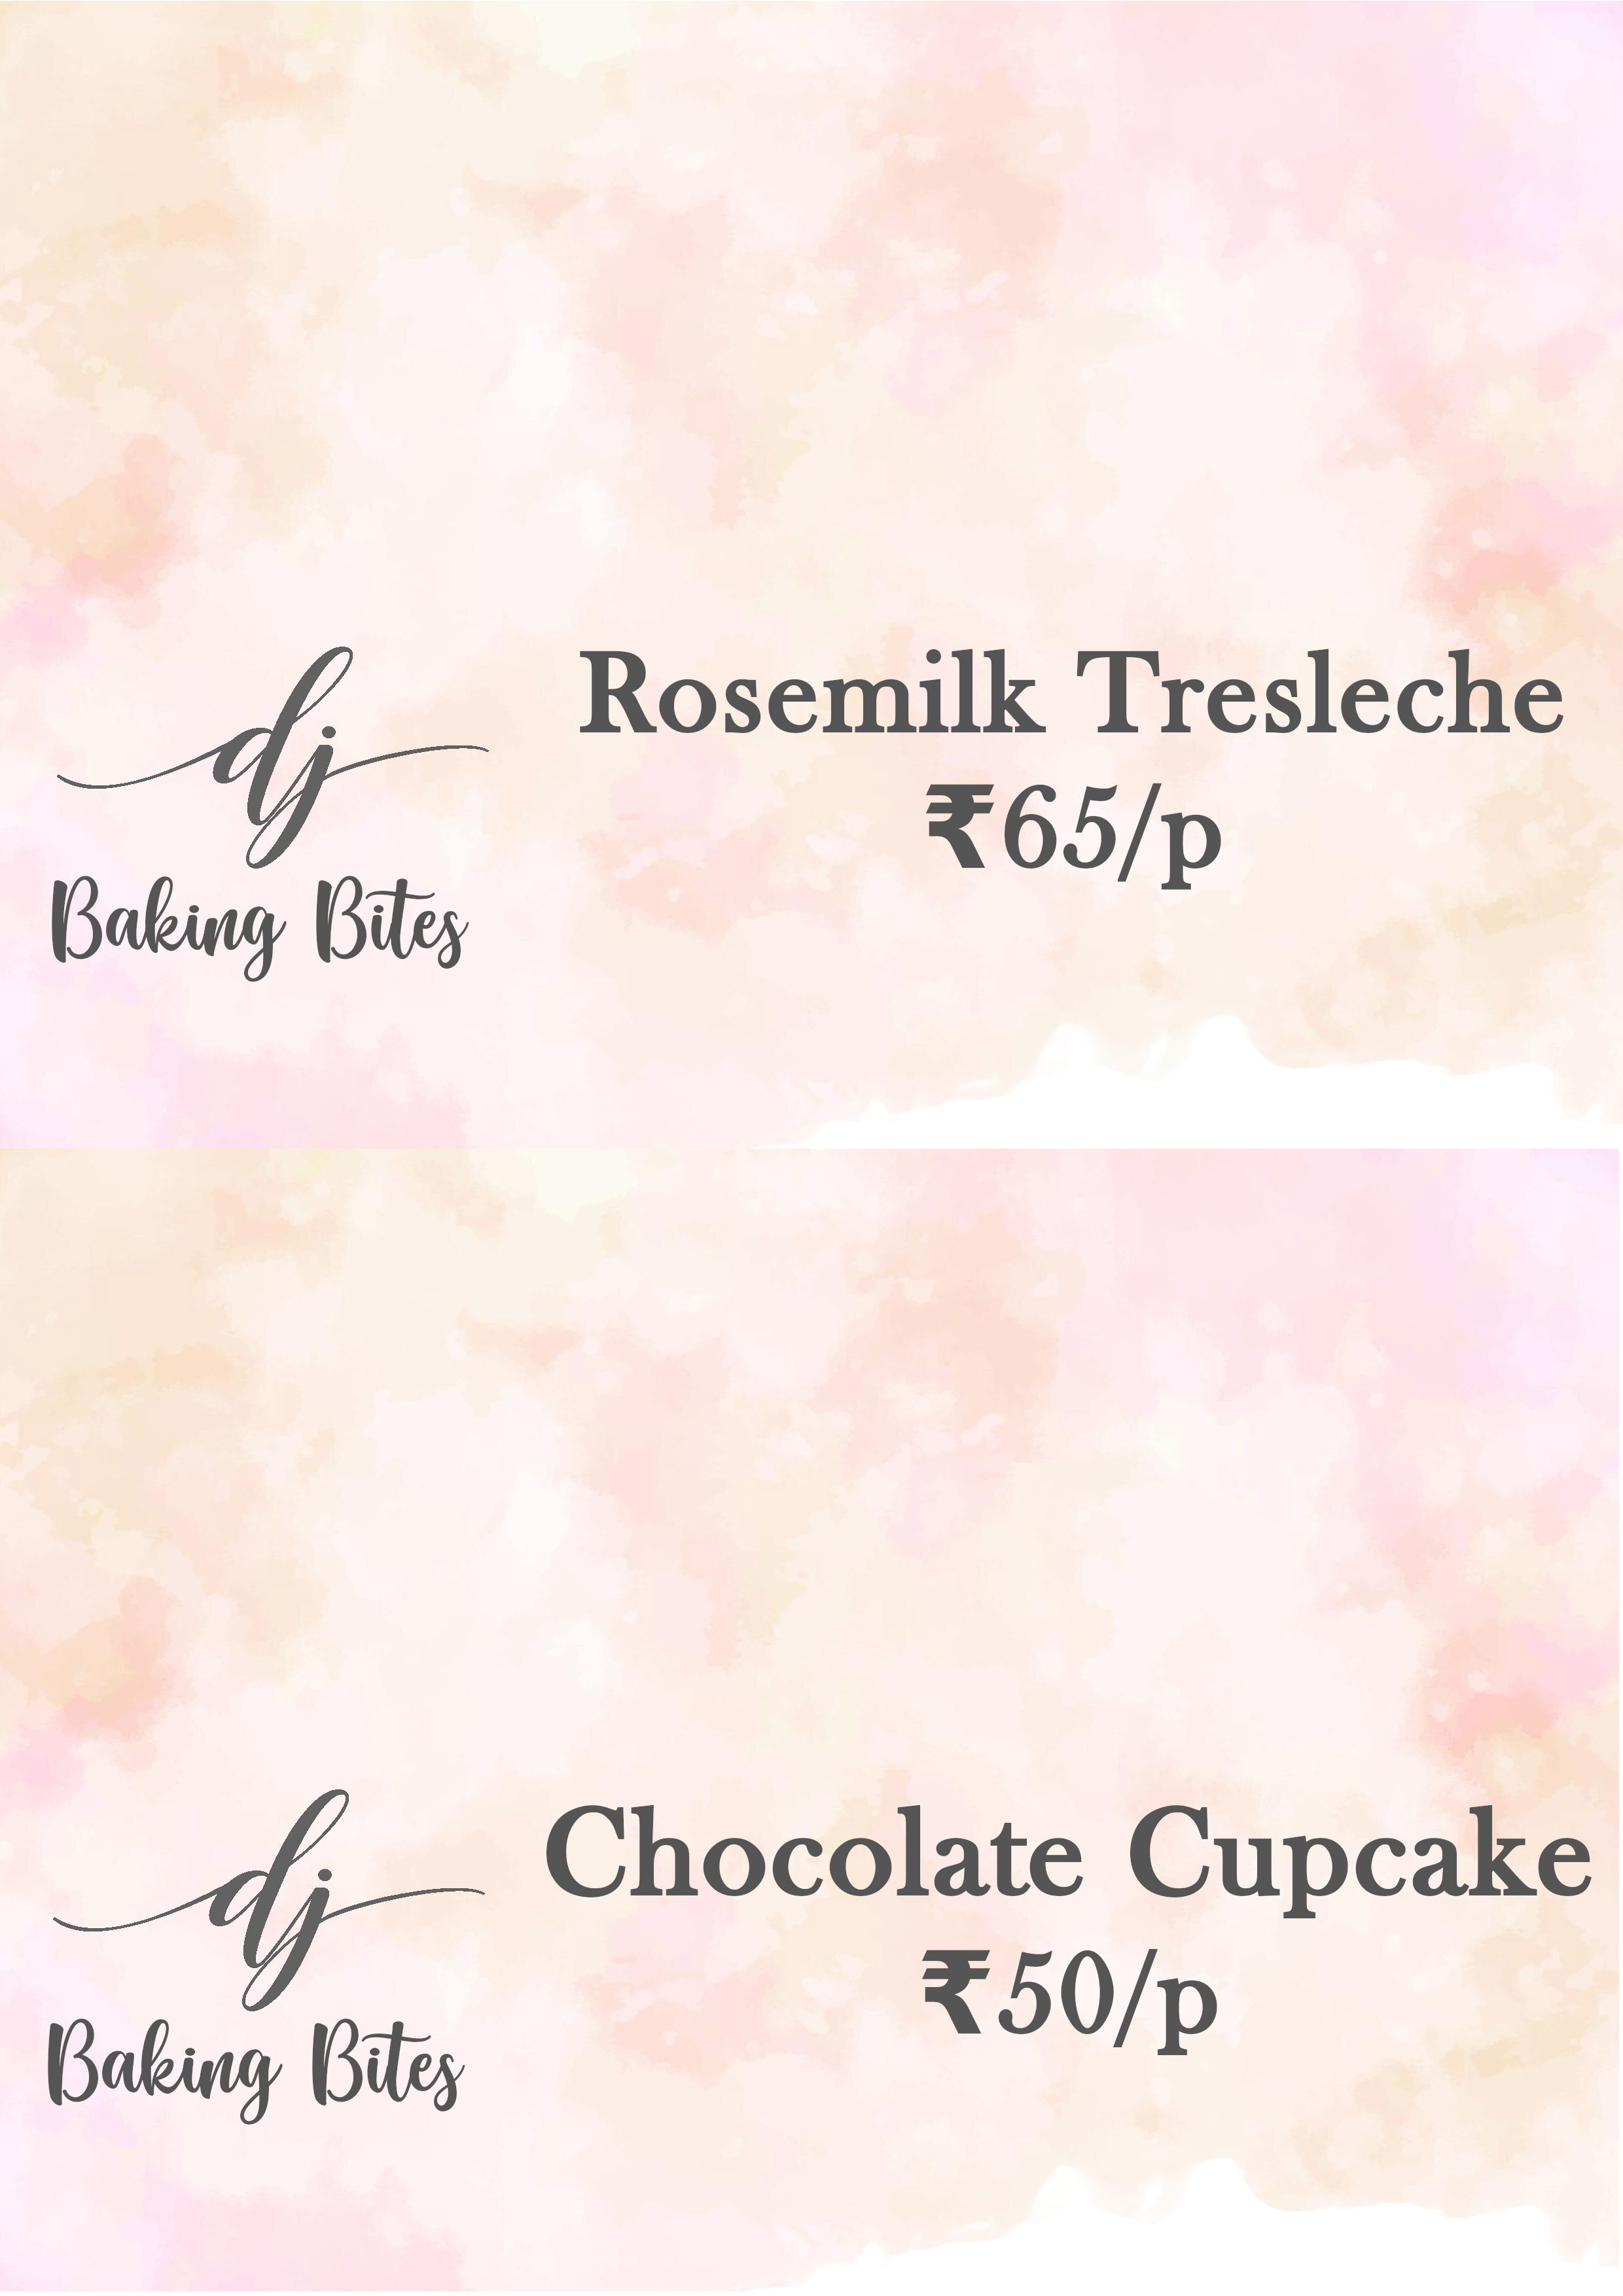 dj
Baking Bites
Rosemilk Tresleche
₹65/p
dj
Baking Bites
Chocolate Cupcake
₹50/p